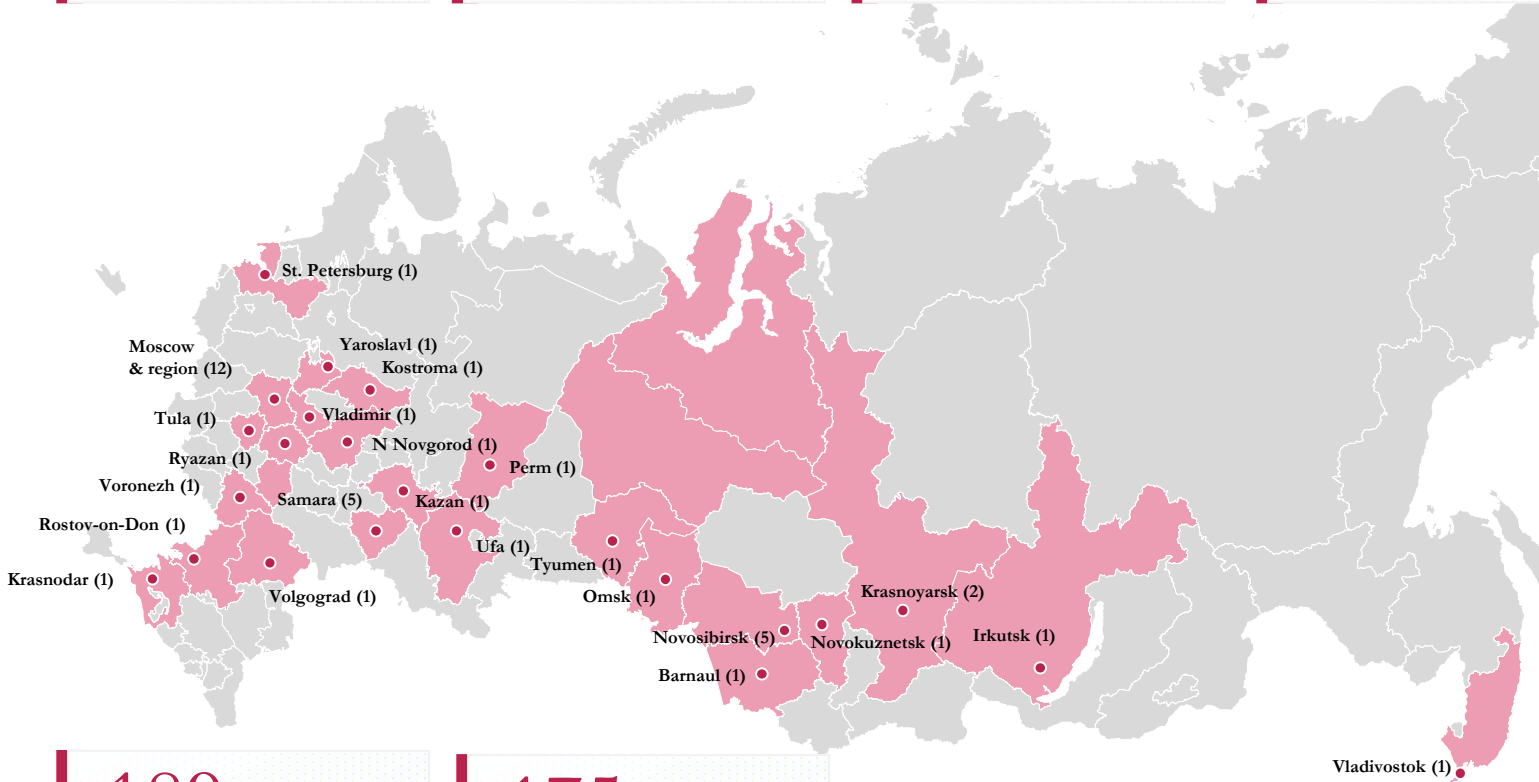 St. Petersburg (1)
Yaroslavl (1)
Moscow
& region (12)
Kostroma (1)
Tula (1)
Vladimir (1)
N Novgorod (1)
Ryazan (1)
Perm (1)
Voronezh (1)
Samara (5)
Kazan (1)
Rostov-on-Don (1)
Ufa (1)
Tyumen (1)
Krasnodar (1)
Volgograd (1)
Omsk (1)
Krasnoyarsk (2)
Novosibirsk (5)
Novokuznetsk (1)
Irkutsk (1)
Barnaul (1)
Vladivostok (1)